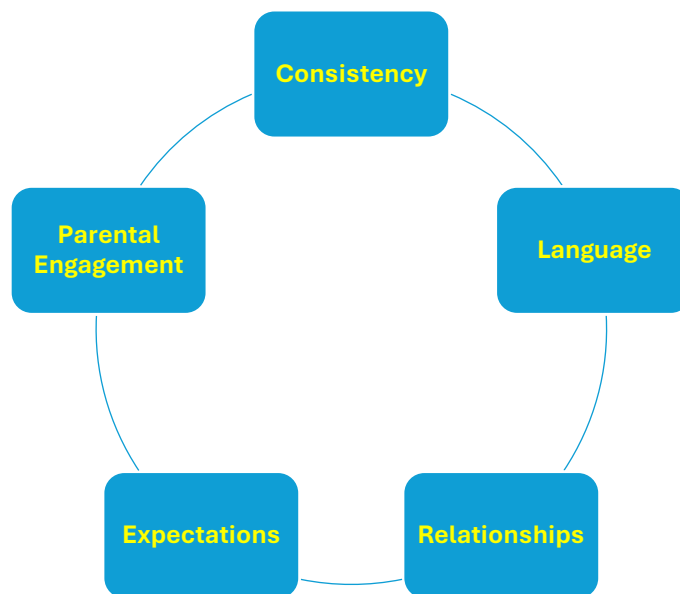 Consistency
Parental
Engagement
Language
Expectations
Relationships